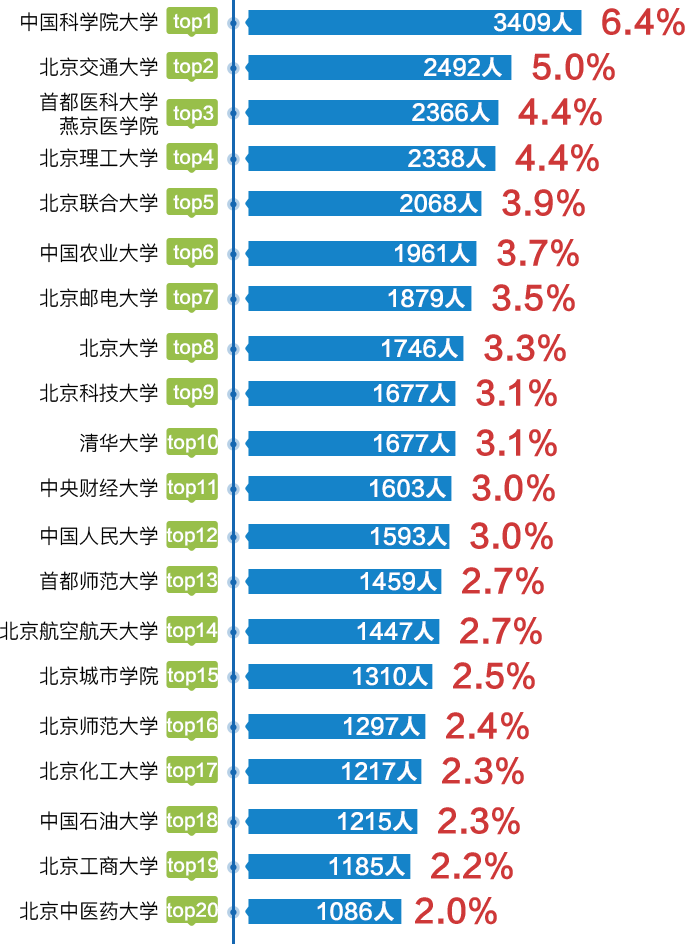 中国科学院大学 top1 3409人 6.4%
北京交通大学 top2 2492人 5.0%
首都医科大学
燕京医学院 top3 2366人 4.4%
北京理工大学 top4 2338人 4.4%
北京联合大学 top5 2068人 3.9%
中国农业大学 top6 1961人 3.7%
北京邮电大学 top7 1879人 3.5%
北京大学 top8 1746人 3.3%
北京科技大学 top9 1677人 3.1%
清华大学 top10 1677人 3.1%
中央财经大学 top11 1603人 3.0%
中国人民大学 top12 1593人 3.0%
首都师范大学 top13 1459人 2.7%
北京航空航天大学 top14 1447人 2.7%
北京城市学院 top15 1310人 2.5%
北京师范大学 top16 1297人 2.4%
北京化工大学 top17 1217人 2.3%
中国石油大学 top18 1215人 2.3%
北京工商大学 top19 1185人 2.2%
北京中医药大学 top20 1086人 2.0%